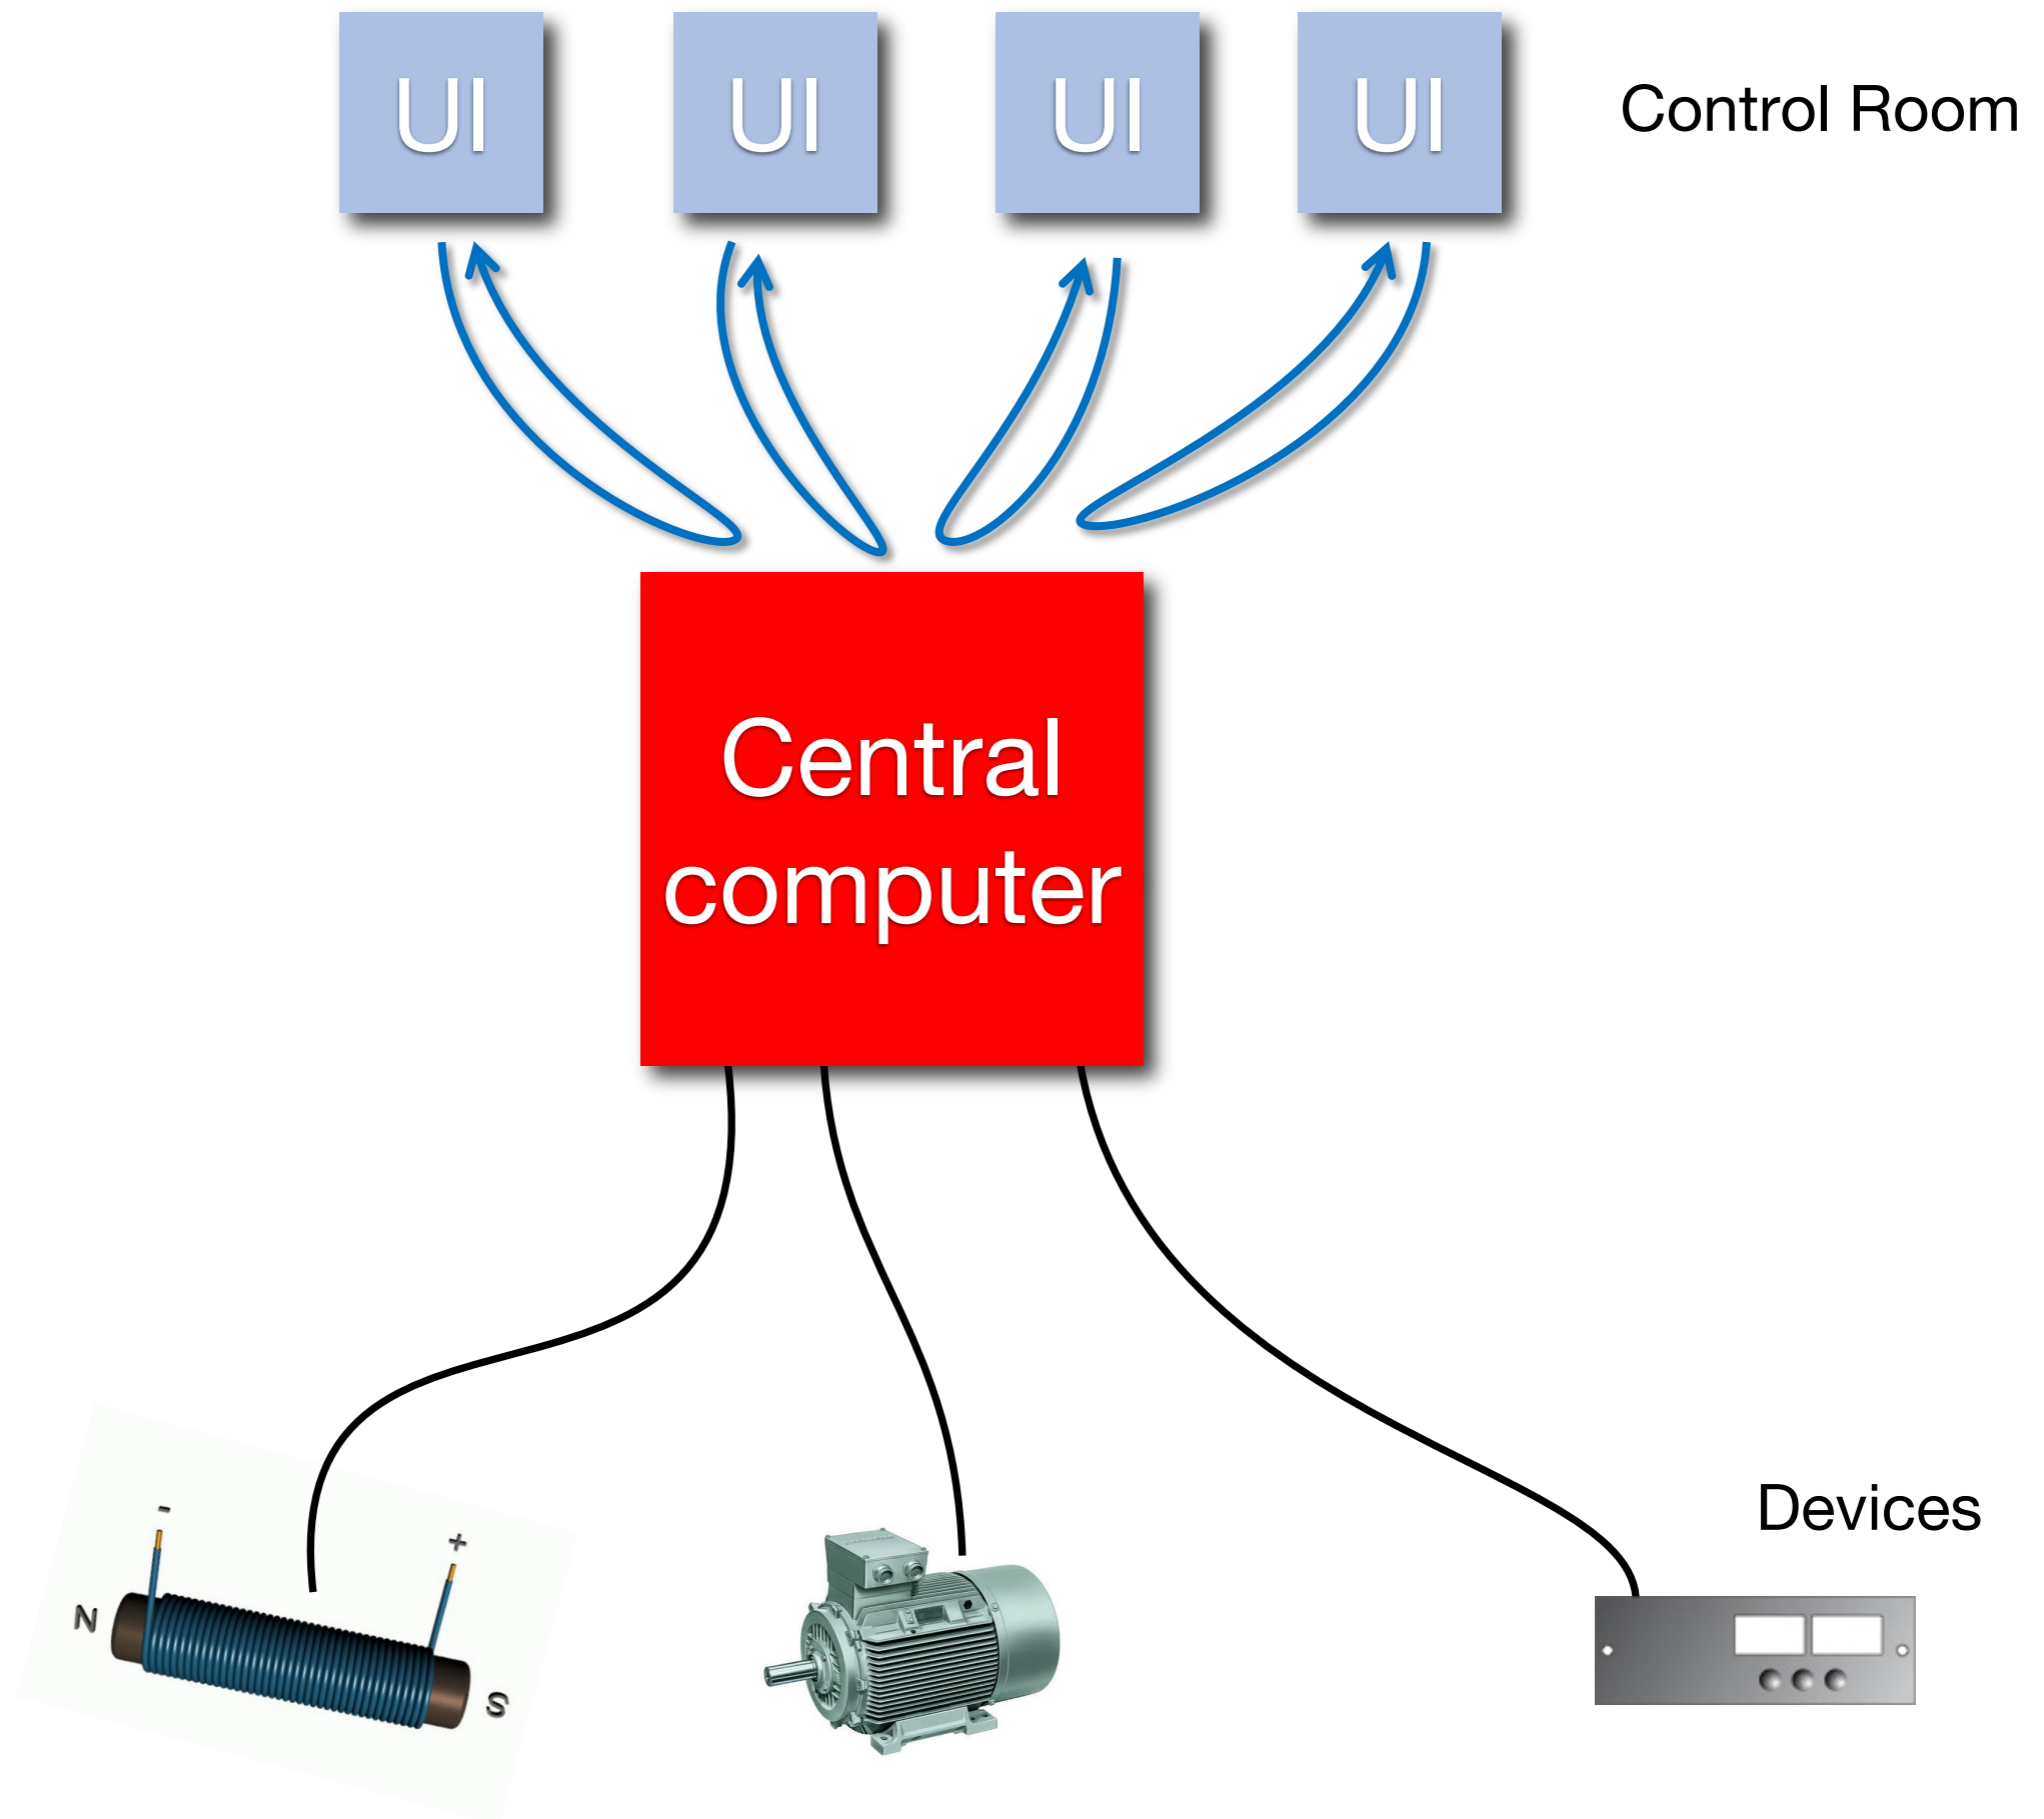 UI UI UI UI
Control Room
Central
computer
Devices
-
+
N
S